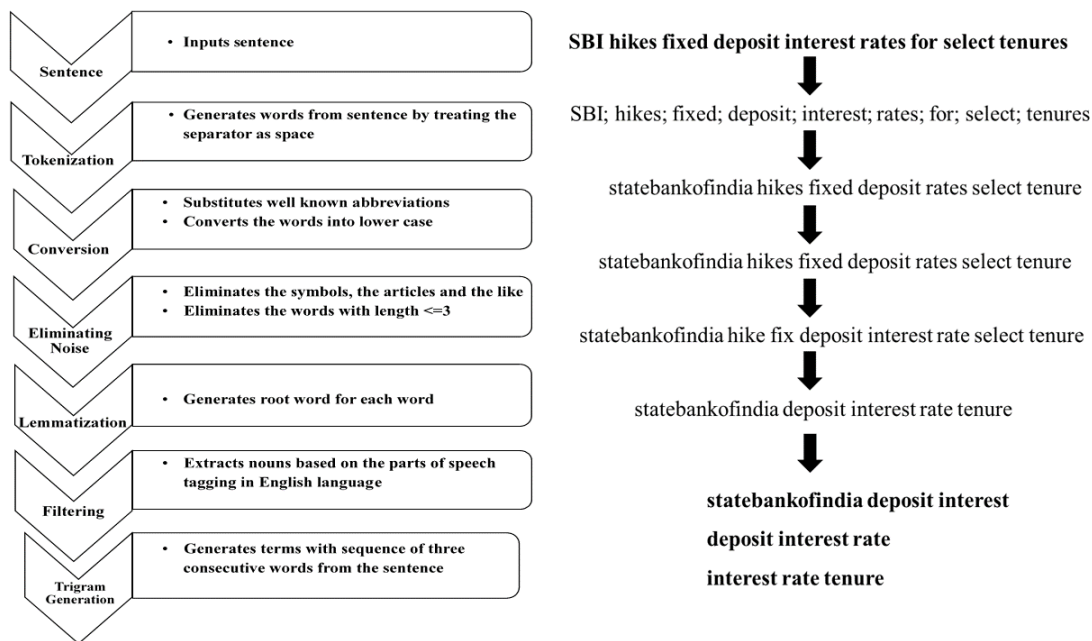 Sentence
• Inputs sentence
Tokenization
• Generates words from sentence by treating the
separator as space
Conversion
• Substitutes well known abbreviations
• Converts the words into lower case
Eliminating
Noise
• Eliminates the symbols, the articles and the like
• Eliminates the words with length <=3
Lemmatization
• Generates root word for each word
Filtering
• Extracts nouns based on the parts of speech
tagging in English language
Trigram
Generation
• Generates terms with sequence of three
consecutive words from the sentence
SBI hikes fixed deposit interest rates for select tenures
SBI; hikes; fixed; deposit; interest; rates; for; select; tenures
statebankofindia hikes fixed deposit rates select tenure
statebankofindia hikes fixed deposit rates select tenure
statebankofindia hike fix deposit interest rate select tenure
statebankofindia deposit interest rate tenure
statebankofindia deposit interest
deposit interest rate
interest rate tenure